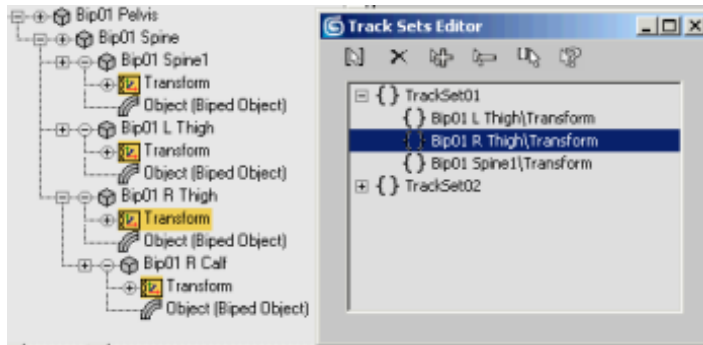 Bip01 Pelvis
Bip01 Spine
Bip01 Spine1
Transform
Object (Biped Object)
Bip01 L Thigh
Transform
Object (Biped Object)
Bip01 R Thigh
Transform
Object (Biped Object)
Bip01 R Calf
Transform
Object (Biped Object)
Track Sets Editor
{} TrackSet01
{} Bip01 L Thigh\Transform
{} Bip01 R Thigh\Transform
{} Bip01 Spine1\Transform
{} TrackSet02